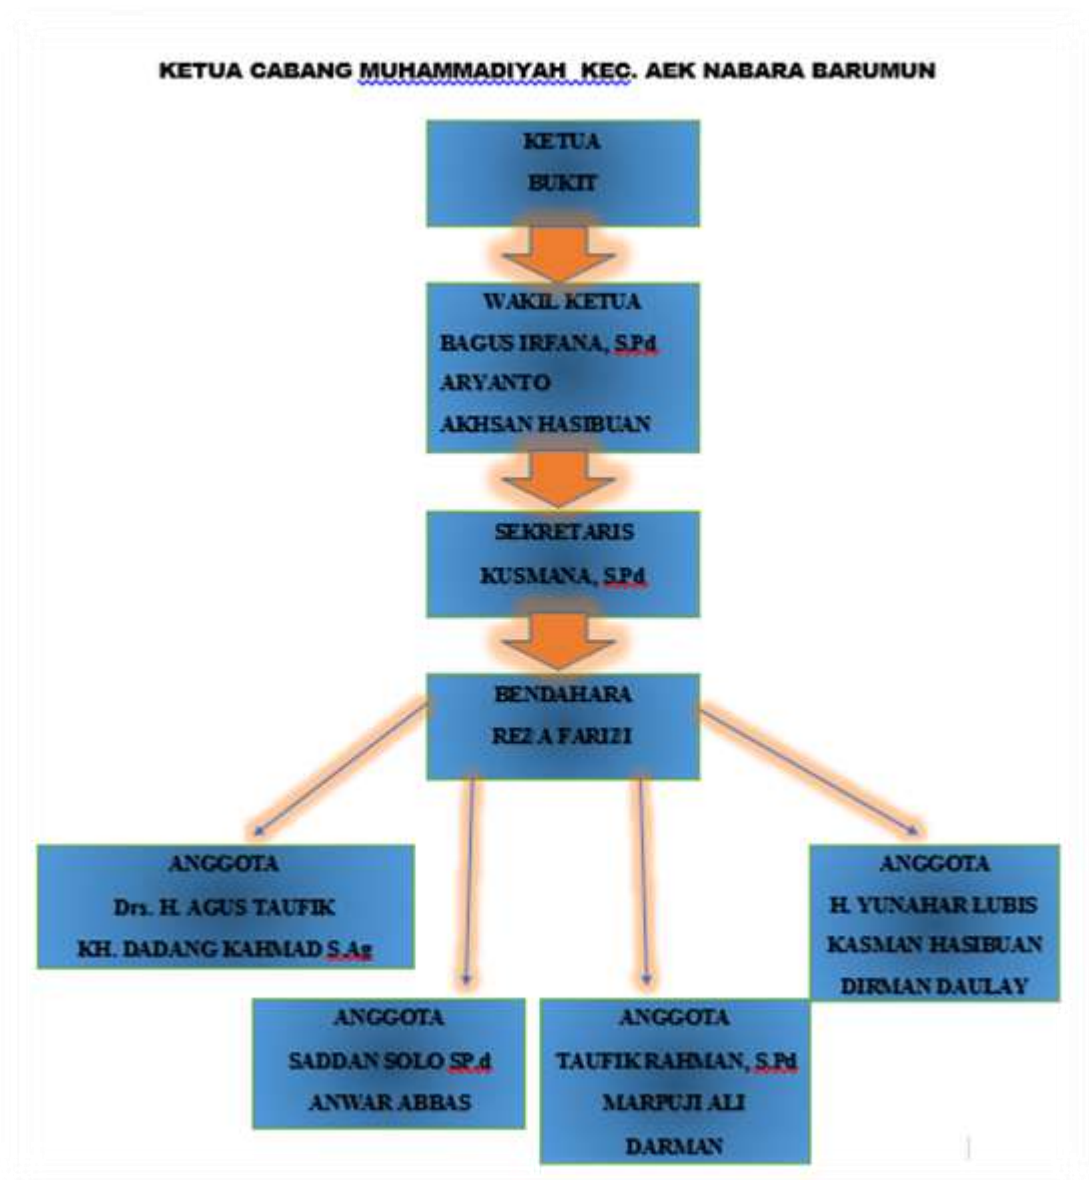 KETUA CABANG MUHAMMADIYAH KEC. AEK NABARA BARUMUN
KETUA
BUKIT
WAKIL KETUA
BAGUS IRFANA, S.Pd
ARYANTO
AKHSAN HASIBUAN
SEKRETARIS
KUSMANA, S.Pd
BENDAHARA
REZA FARIZI
ANGGOTA
Drs. H. AGUS TAUFIK
KH. DADANG KAHMAD S.Ag
ANGGOTA
H. YUNAHAR LUBIS
KASMAN HASIBUAN
DIRMAN DAULAY
ANGGOTA
SADDAN SOLO SP.d
ANWAR ABBAS
ANGGOTA
TAUFIK RAHMAN, S.Pd
MARPUJI ALI
DARMAN